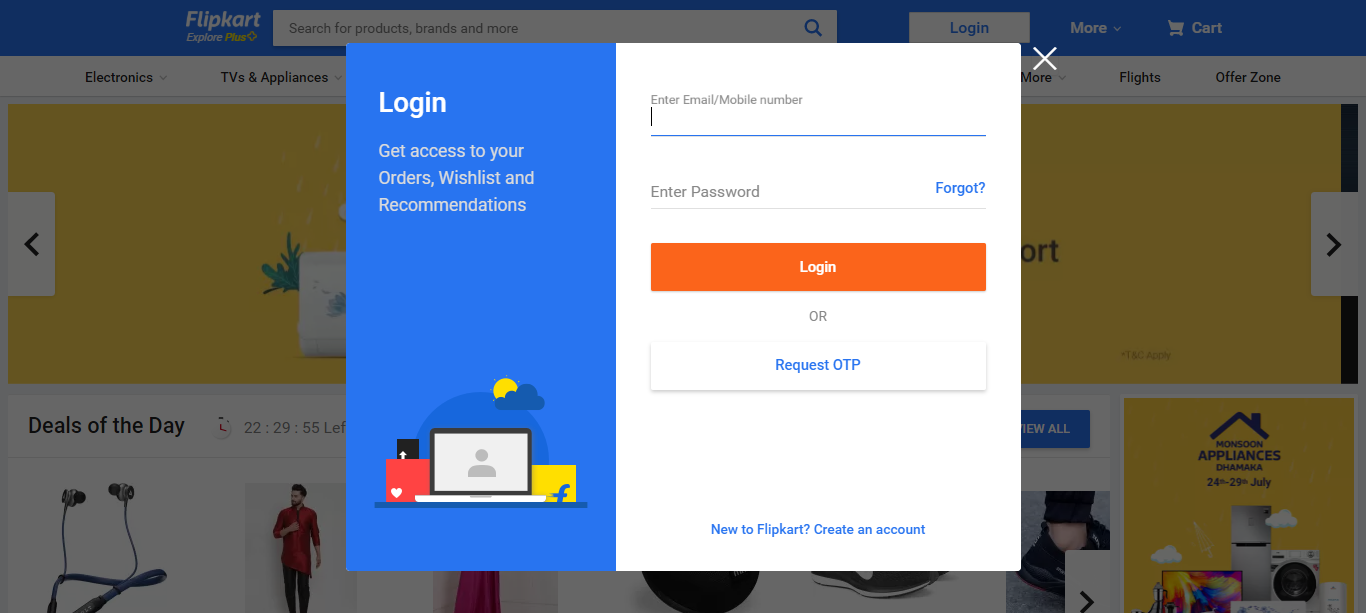 Flipkart
Explore Plus
Search for products, brands and more
Login
More
Cart
Electronics
TVs & Appliances
More
Flights
Offer Zone
Login
Get access to your
Orders, Wishlist and
Recommendations
Enter Email/Mobile number
Enter Password
Forgot?
Login
OR
Request OTP
New to Flipkart? Create an account
ort
*T&C Apply
Deals of the Day
22 : 29 : 55 Lef
VIEW ALL
MONSOON
APPLIANCES
DHAMAKA
24th-29th July